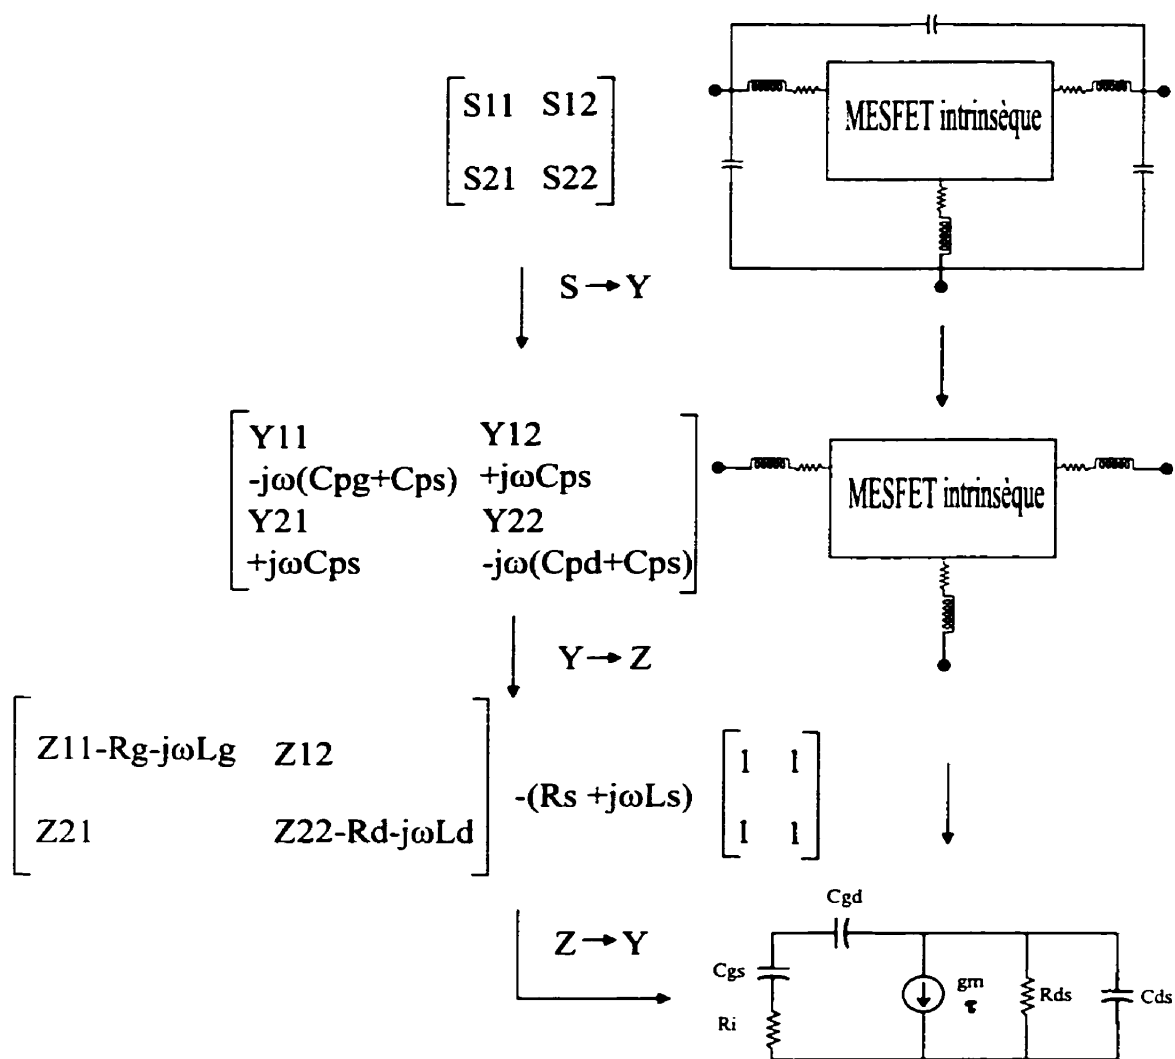 S11 S12
S21 S22
MESFET intrinsèque
S→Y
Y11 Y12
-jω(Cpg+Cps) +jωCps
Y21 Y22
+jωCps -jω(Cpd+Cps)
MESFET intrinsèque
Y→Z
Z11-Rg-jωLg Z12
Z21 Z22-Rd-jωLd
-(Rs +jωLs)
1 1
1 1
Z→Y
Cgd
Cgs
Ri
gm
τ
Rds
Cds